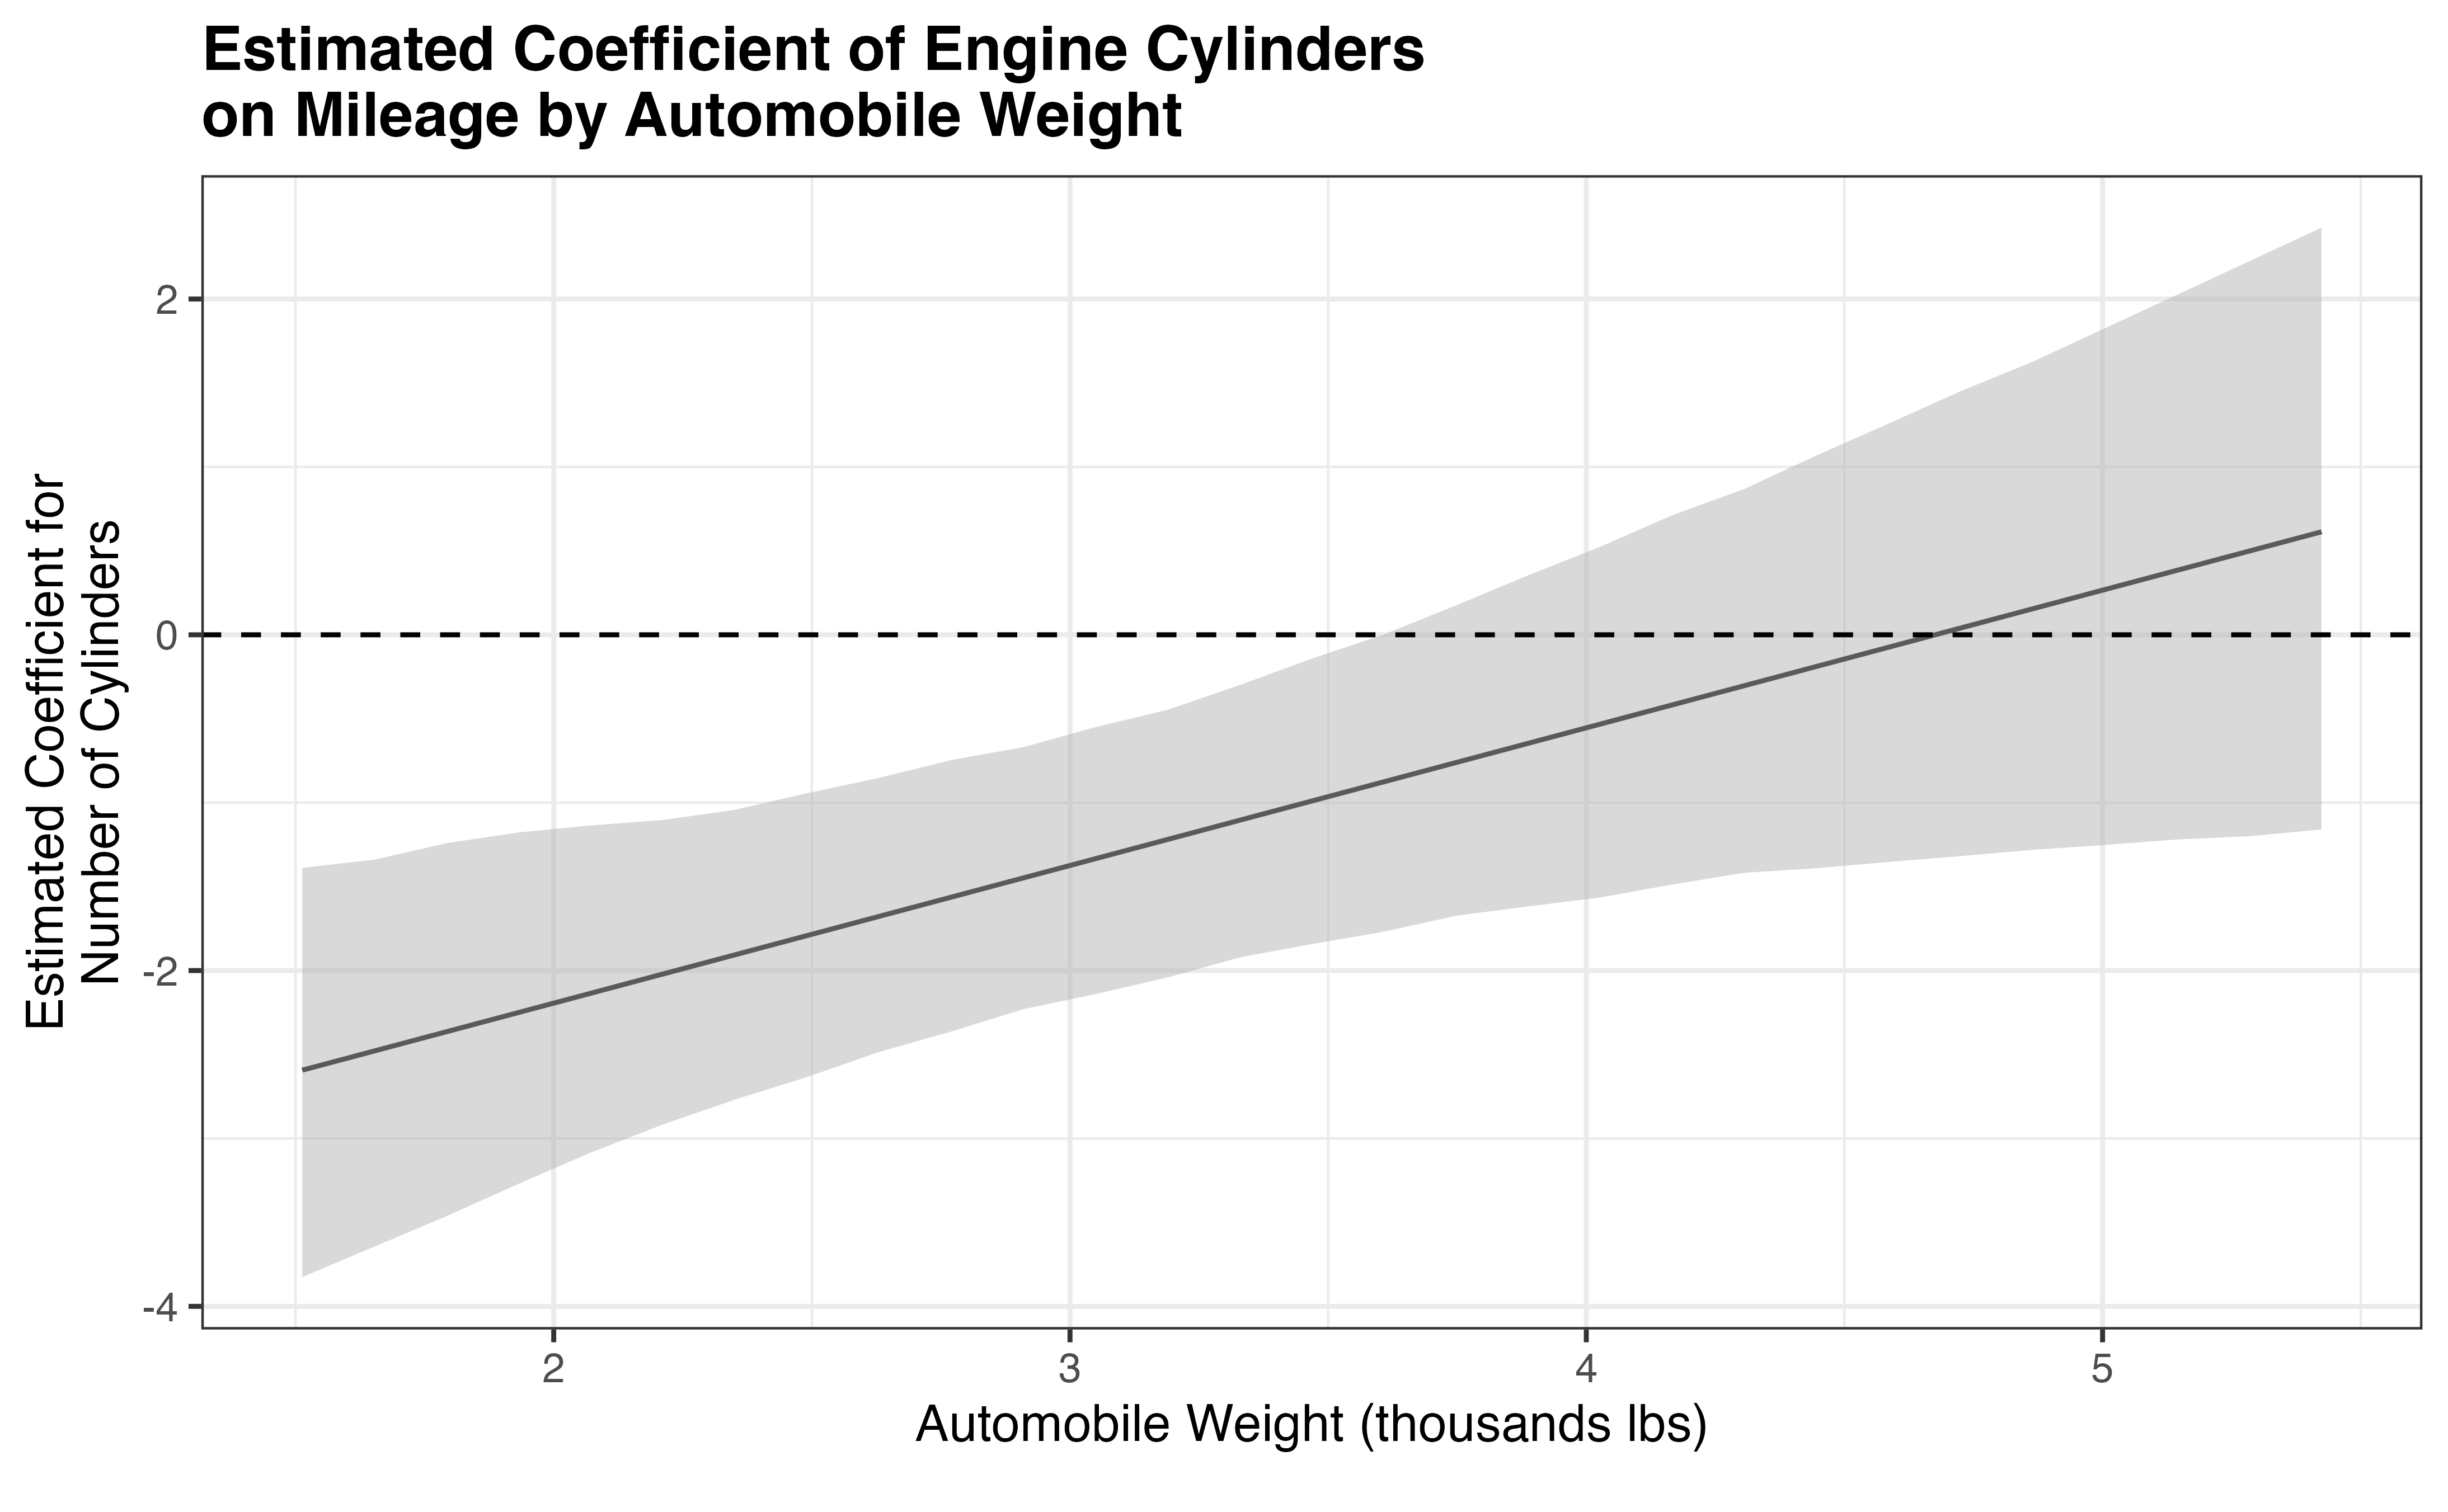 Estimated Coefficient of Engine Cylinders
on Mileage by Automobile Weight
Estimated Coefficient for
Number of Cylinders
2
0
-2
-4
2
3
4
5
Automobile Weight (thousands lbs)